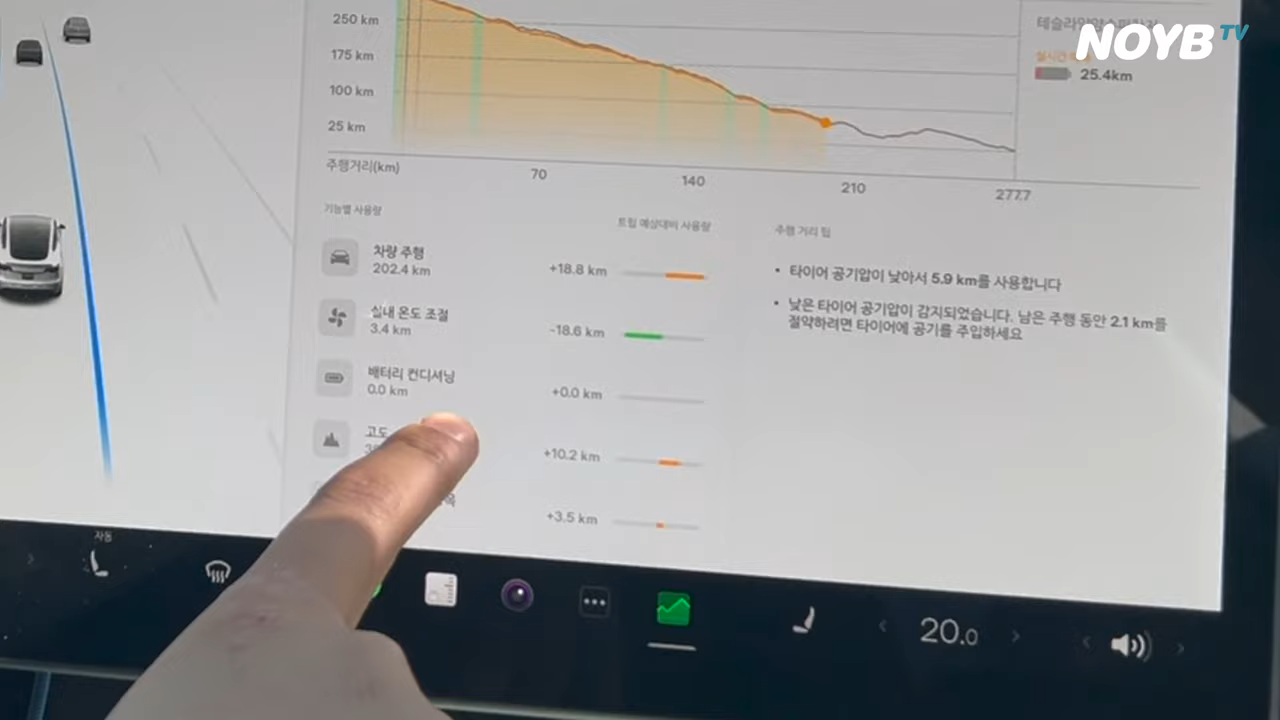 250 km
175 km
100 km
25 km
NOYB TV
25.4km
주행거리(km)
70
140
210
277.7
기능별 사용량
트립 예상대비 사용량
주행 거리 팁
차량 주행
202.4 km
+18.8 km
실내 온도 조절
3.4 km
-18.6 km
배터리 컨디셔닝
0.0 km
+0.0 km
고도
+10.2 km
+3.5 km
• 타이어 공기압이 낮아서 5.9 km를 사용합니다
• 낮은 타이어 공기압이 감지되었습니다. 남은 주행 동안 2.1 km를
절약하려면 타이어에 공기를 주입하세요
자동
20.0